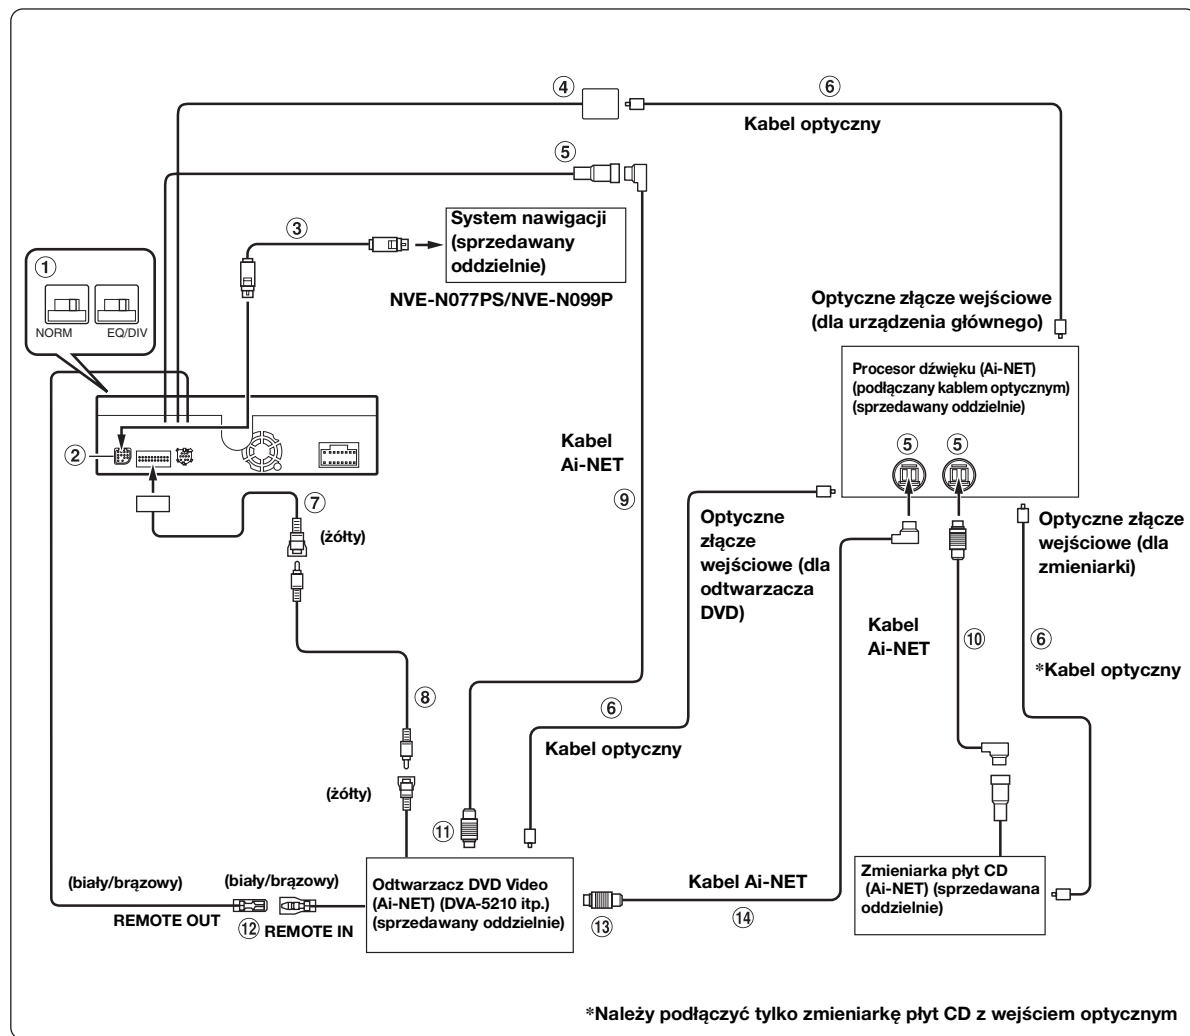 ④
⑥
Kabel optyczny
⑤
③
System nawigacji
(sprzedawany
oddzielnie)
NVE-N077PS/NVE-N099P
①
NORM
EQ/DIV
Optyczne złącze wejściowe
(dla urządzenia głównego)
Procesor dźwięku (Ai-NET)
(podłączany kablem optycznym)
(sprzedawany oddzielnie)
⑤
⑤
②
Kabel
Ai-NET
⑨
⑦
(żółty)
Optyczne
złącze
wejściowe (dla
odtwarzacza
DVD)
Optyczne złącze
wejściowe (dla
zmieniarki)
Kabel
Ai-NET
⑩
⑥
*Kabel optyczny
⑧
⑥
Kabel optyczny
(żółty)
⑪
(biały/brązowy)
(biały/brązowy)
REMOTE OUT
⑫
REMOTE IN
Odtwarzacz DVD Video
(Ai-NET) (DVA-5210 itp.)
(sprzedawany oddzielnie)
⑬
Kabel Ai-NET
⑭
Zmieniarka płyt CD
(Ai-NET) (sprzedawana
oddzielnie)
*Należy podłączyć tylko zmieniarkę płyt CD z wejściem optycznym